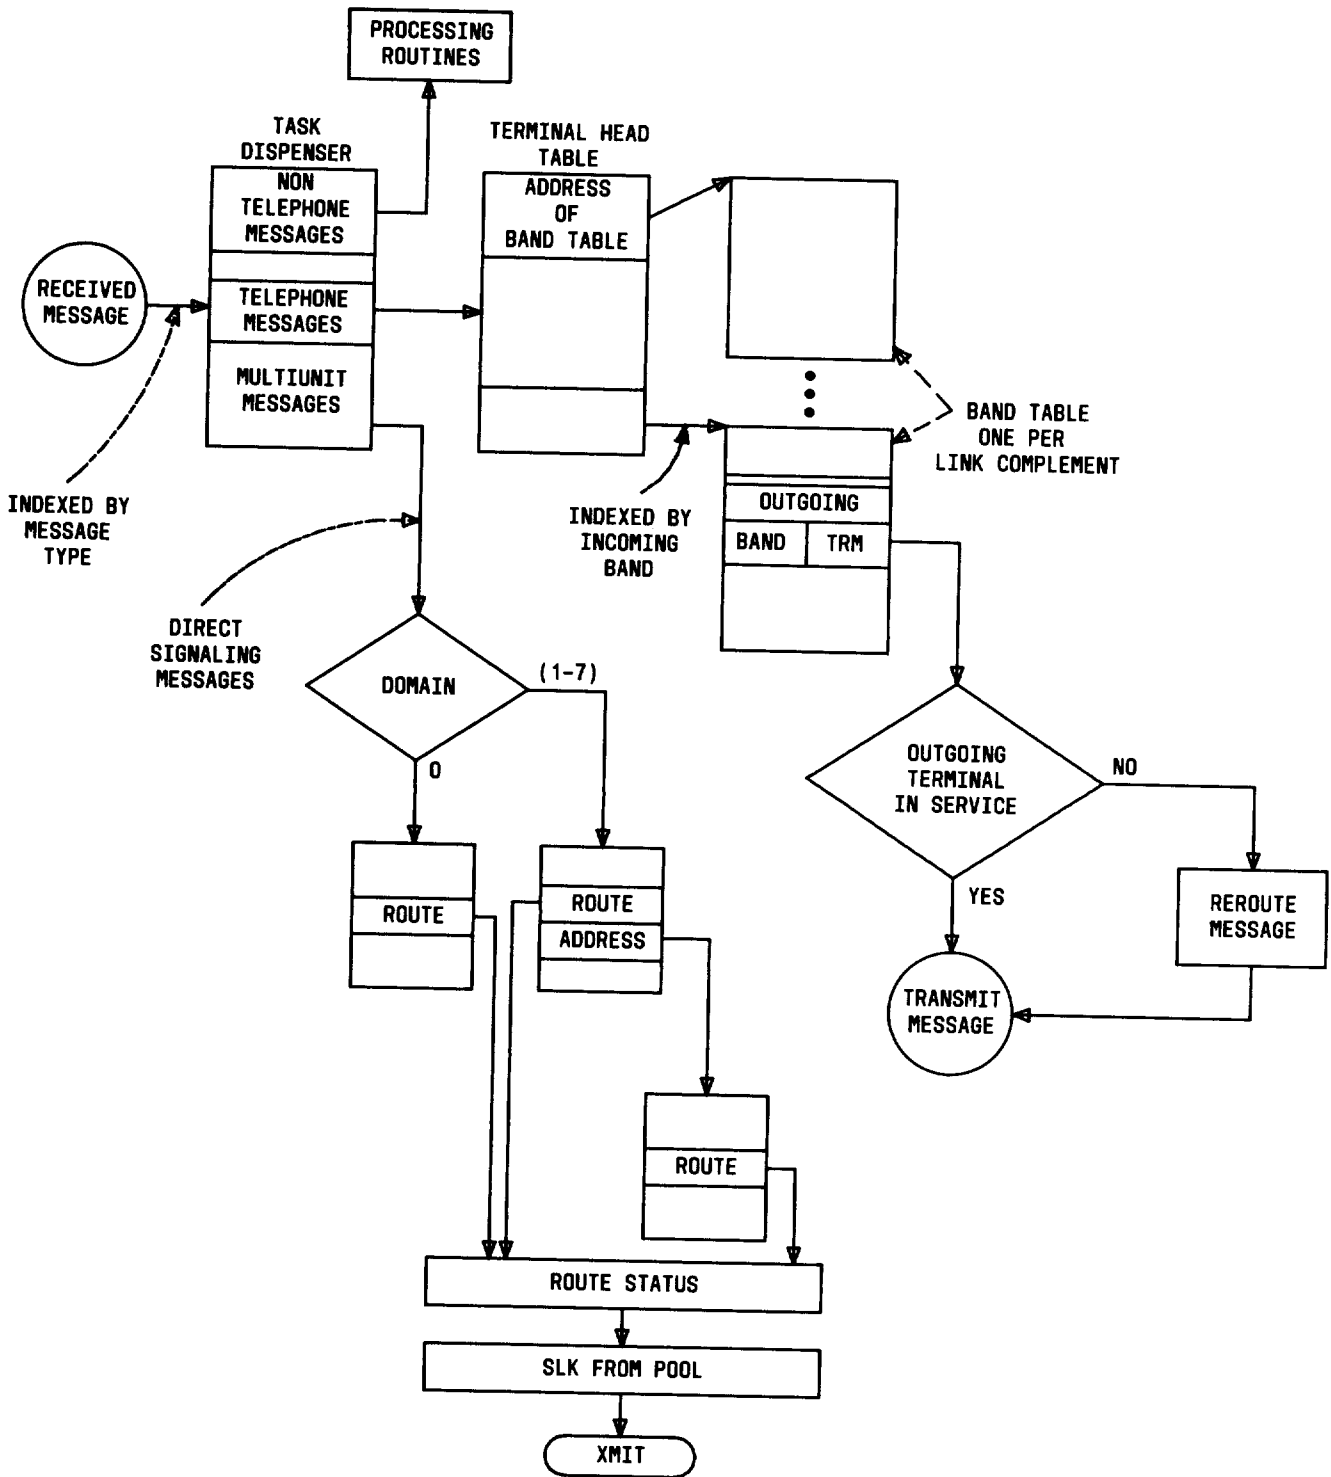 PROCESSING
ROUTINES
TASK
DISPENSER
TERMINAL HEAD
TABLE
NON
TELEPHONE
MESSAGES
ADDRESS
OF
BAND TABLE
RECEIVED
MESSAGE
TELEPHONE
MESSAGES
MULTIUNIT
MESSAGES
BAND TABLE
ONE PER
LINK COMPLEMENT
INDEXED BY
MESSAGE
TYPE
INDEXED BY
INCOMING
BAND
OUTGOING
BAND TRM
DIRECT
SIGNALING
MESSAGES
DOMAIN
(1-7)
0
OUTGOING
TERMINAL
IN SERVICE
NO
YES
REROUTE
MESSAGE
ROUTE
ROUTE
ADDRESS
TRANSMIT
MESSAGE
ROUTE
ROUTE STATUS
SLK FROM POOL
XMIT